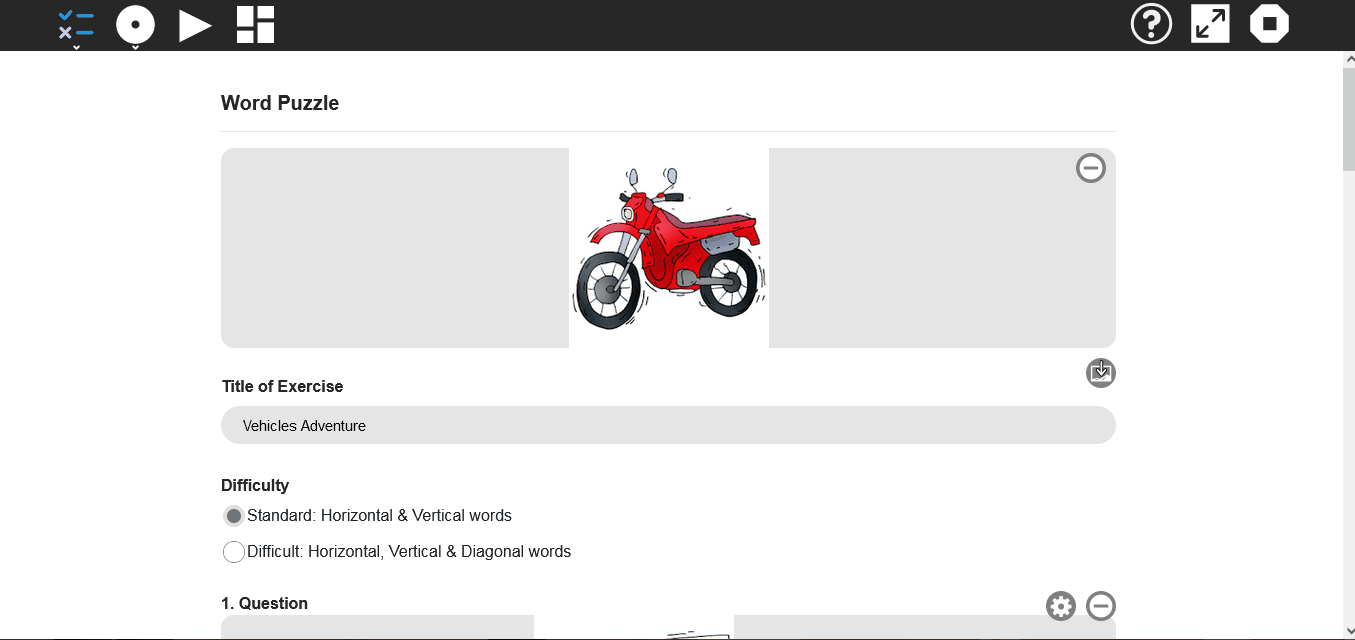 Word Puzzle
Title of Exercise
Vehicles Adventure
Difficulty
Standard: Horizontal & Vertical words
Difficult: Horizontal, Vertical & Diagonal words
1. Question